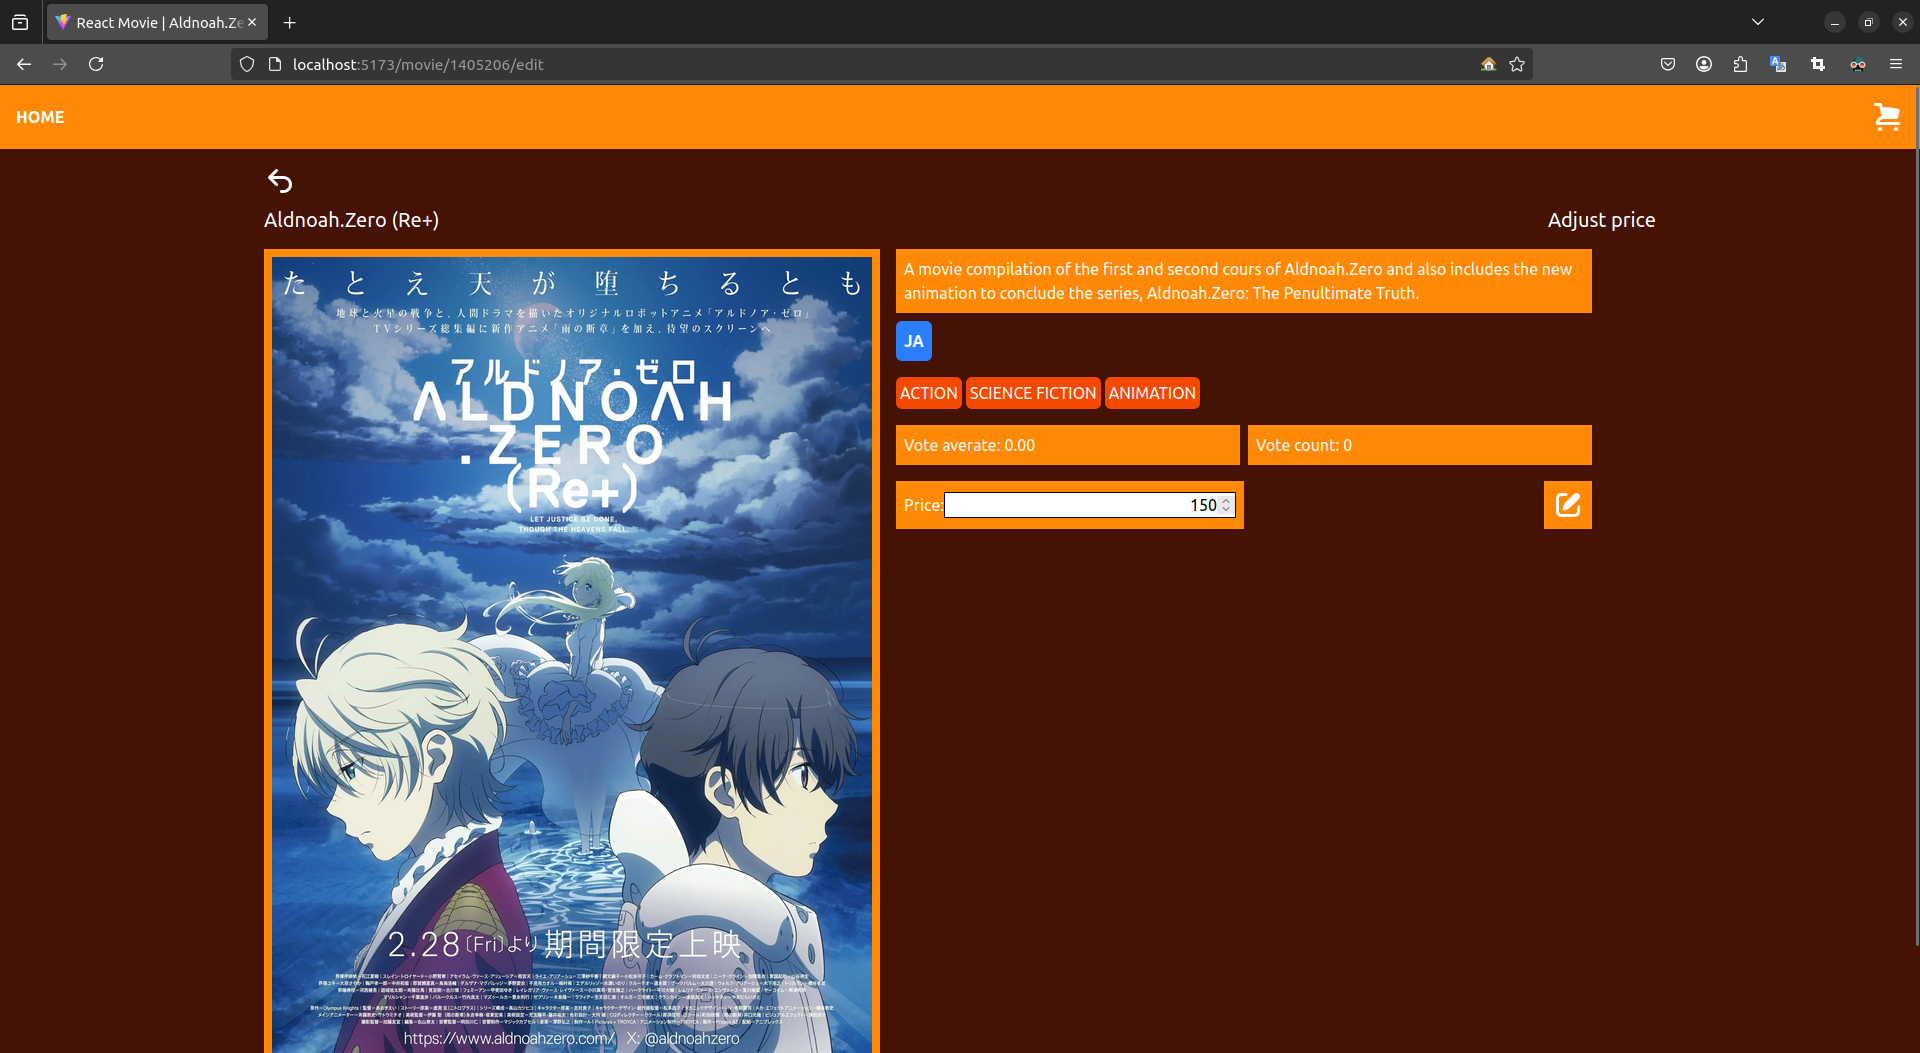 React Movie | Aldnoah.Ze
localhost:5173/movie/1405206/edit
HOME
Aldnoah.Zero (Re+)
Adjust price
たとえ天が堕ちるとも
地球と火星の戦争と、人間ドラマを描いたオリジナルロボットアニメ「アルドノア・ゼロ」
TVシリーズ総集編に新作アニメ「雨の断章」を加え、待望のスクリーンへ
アルドノア・ゼロ
ALDNOAH
.ZERO
(Re+)
LET JUSTICE BE DONE,
THOUGH THE HEAVENS FALL.
2.28[Fri]より 期間限定上映
https://www.aldnoahzero.com/ X: @aldnoahzero
A movie compilation of the first and second cours of Aldnoah.Zero and also includes the new
animation to conclude the series, Aldnoah.Zero: The Penultimate Truth.
JA
ACTION SCIENCE FICTION ANIMATION
Vote averate: 0.00
Vote count: 0
Price: 150